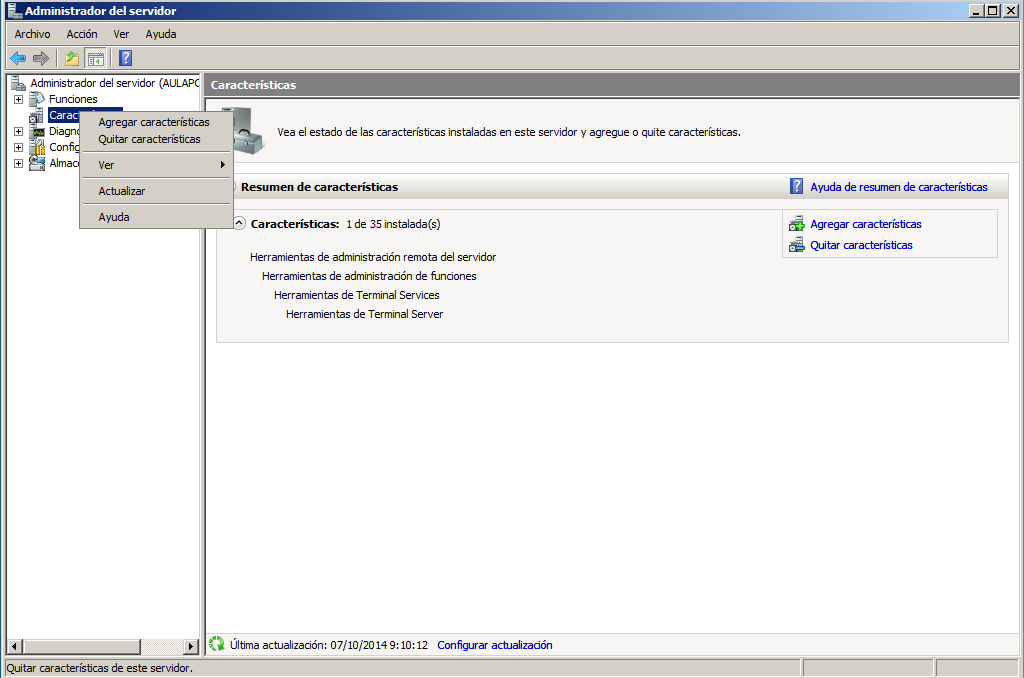 Administrador del servidor
Archivo Acción Ver Ayuda
Administrador del servidor (AULAPC
Funciones
Diagn
Config
Almac
Agregar características
Quitar características
Ver
Actualizar
Ayuda
Características
Vea el estado de las características instaladas en este servidor y agregue o quite características.
Resumen de características
Ayuda de resumen de características
Características: 1 de 35 instalada(s)
Agregar características
Quitar características
Herramientas de administración remota del servidor
Herramientas de administración de funciones
Herramientas de Terminal Services
Herramientas de Terminal Server
Última actualización: 07/10/2014 9:10:12 Configurar actualización
Quitar características de este servidor.